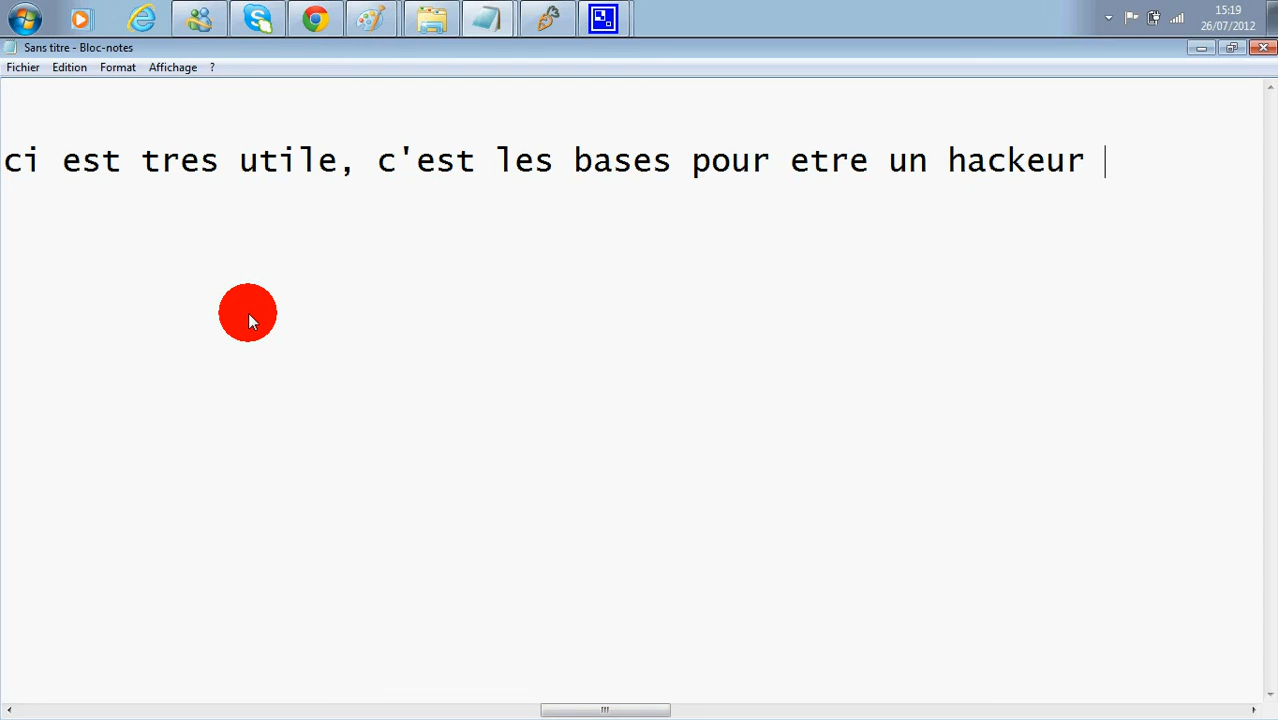 15:19
26/07/2012
Sans titre - Bloc-notes
Fichier Edition Format Affichage ?
ci est tres utile, c'est les bases pour etre un hackeur